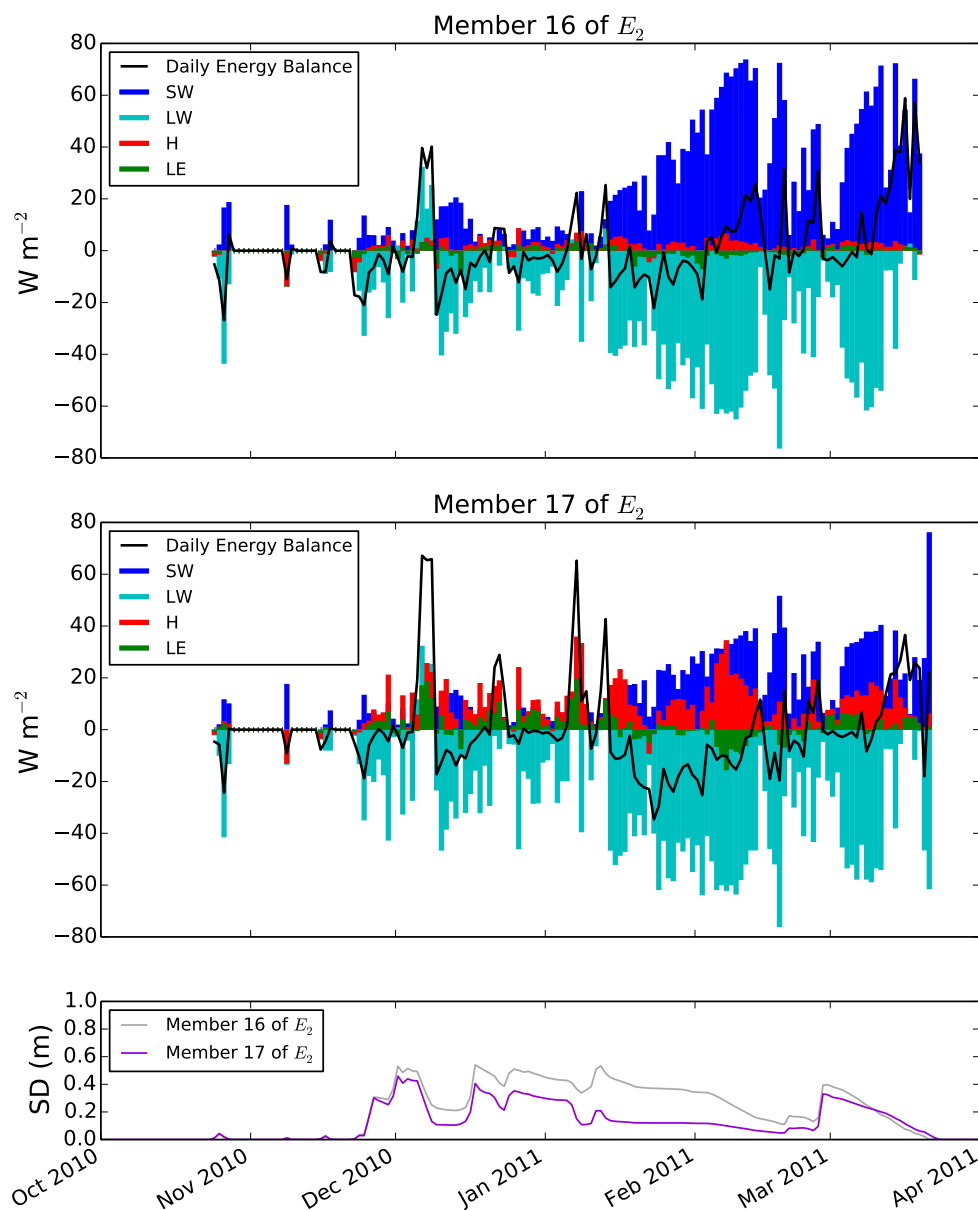 Member 16 of E₂
80
60
40
20
0
−20
−40
−60
−80
W m⁻²
Daily Energy Balance
SW
LW
H
LE
Member 17 of E₂
80
60
40
20
0
−20
−40
−60
−80
W m⁻²
Daily Energy Balance
SW
LW
H
LE
1.0
0.8
0.6
0.4
0.2
0.0
SD (m)
Member 16 of E₂
Member 17 of E₂
Oct 2010
Nov 2010
Dec 2010
Jan 2011
Feb 2011
Mar 2011
Apr 2011